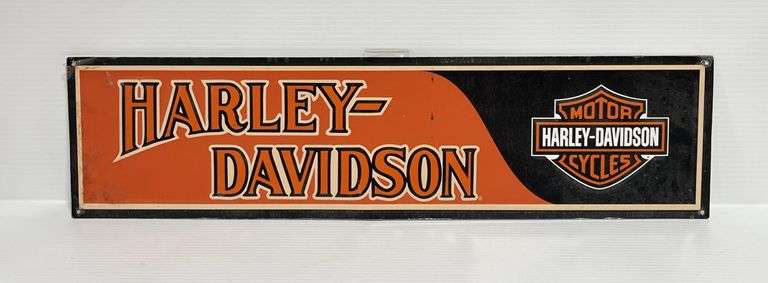 HARLEY-
DAVIDSON
MOTOR
HARLEY-DAVIDSON
CYCLES